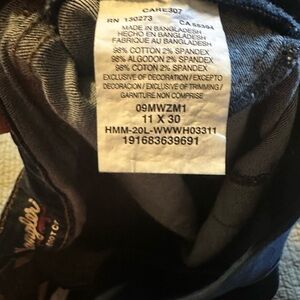 CARE307
RN 130273 CA 55394
MADE IN BANGLADESH
HECHO EN BANGLADESH
FABRIQUE AU BANGLADESH
98% COTTON 2% SPANDEX
98% ALGODON 2% SPANDEX
98% COTON 2% SPANDEX
EXCLUSIVE OF DECORATION / EXCEPTO
DECORACION / EXCLUSIVE OF TRIMMING /
GARNITURE NON COMPRISE
09MWZM1
11 X 30
HMM-20L-WWWH03311
191683639691
Wrangler